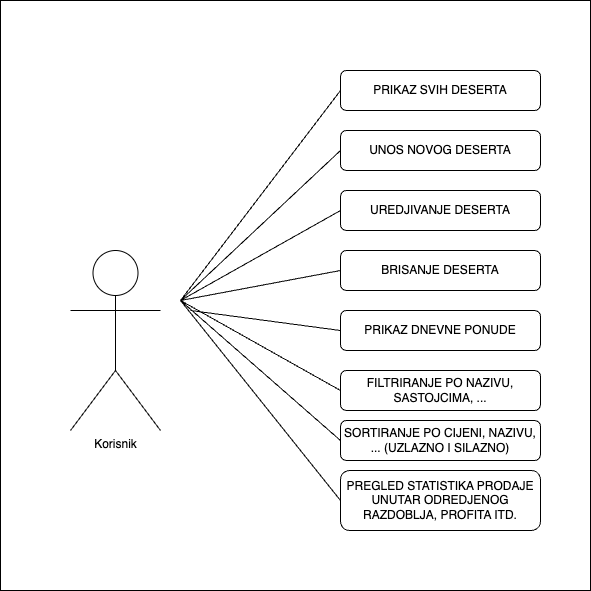 PRIKAZ SVIH DESERTA
UNOS NOVOG DESERTA
UREDJIVANJE DESERTA
BRISANJE DESERTA
PRIKAZ DNEVNE PONUDE
FILTRIRANJE PO NAZIVU,
SASTOJCIMA, ...
SORTIRANJE PO CIJENI, NAZIVU,
... (UZLAZNO I SILAZNO)
PREGLED STATISTIKA PRODAJE
UNUTAR ODREDJENOG
RAZDOBLJA, PROFITA ITD.
Korisnik